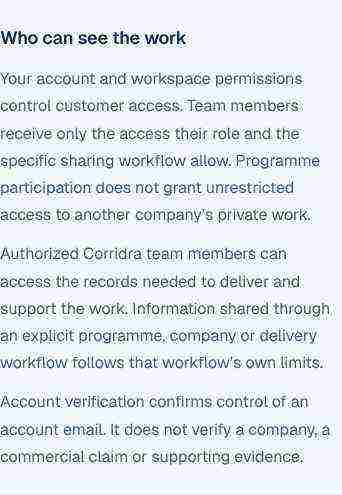 Who can see the work
Your account and workspace permissions
control customer access. Team members
receive only the access their role and the
specific sharing workflow allow. Programme
participation does not grant unrestricted
access to another company's private work.
Authorized Corridra team members can
access the records needed to deliver and
support the work. Information shared through
an explicit programme, company or delivery
workflow follows that workflow's own limits.
Account verification confirms control of an
account email. It does not verify a company, a
commercial claim or supporting evidence.